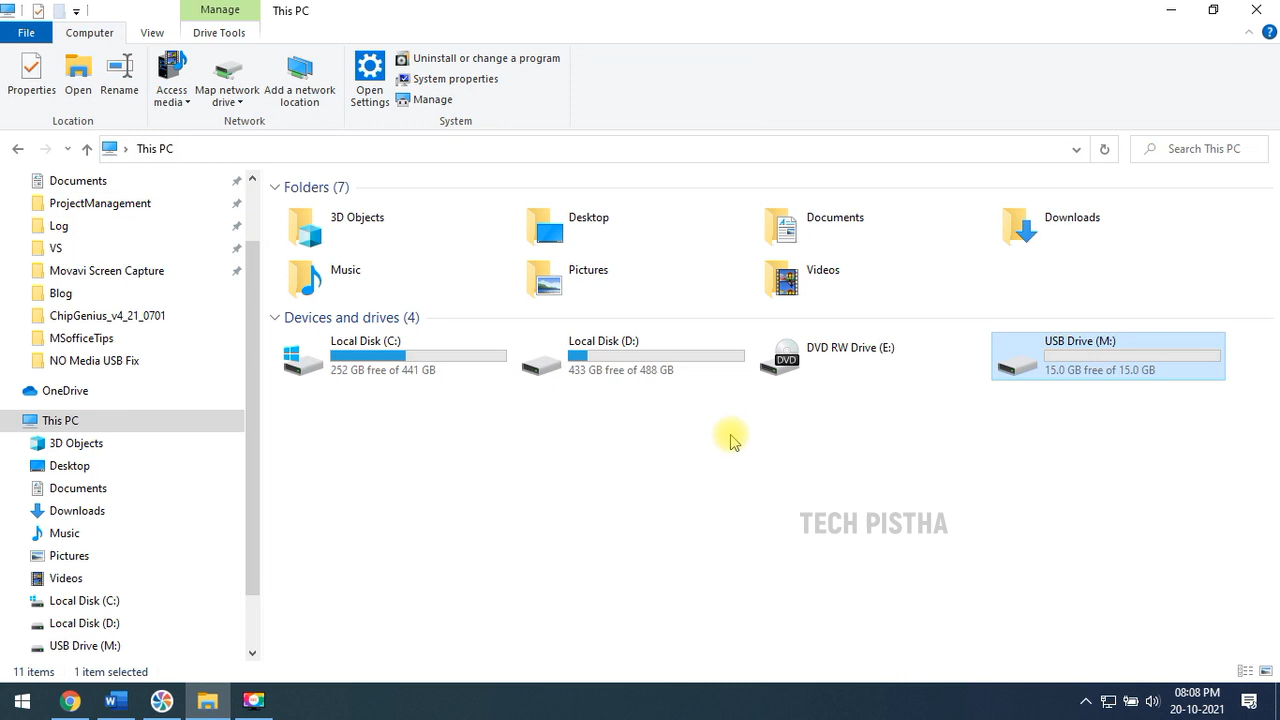 Manage
This PC
File
Computer
View
Drive Tools
Properties
Open
Rename
Access media
Map network drive
Add a network location
Open Settings
Uninstall or change a program
System properties
Manage
Location
Network
System
This PC
Search This PC
Documents
ProjectManagement
Log
VS
Movavi Screen Capture
Blog
ChipGenius_v4_21_0701
MSofficeTips
NO Media USB Fix
OneDrive
This PC
3D Objects
Desktop
Documents
Downloads
Music
Pictures
Videos
Local Disk (C:)
Local Disk (D:)
USB Drive (M:)
Folders (7)
3D Objects
Desktop
Documents
Downloads
Music
Pictures
Videos
Devices and drives (4)
Local Disk (C:)
252 GB free of 441 GB
Local Disk (D:)
433 GB free of 488 GB
DVD
DVD RW Drive (E:)
USB Drive (M:)
15.0 GB free of 15.0 GB
TECH PISTHA
11 items
1 item selected
08:08 PM
20-10-2021